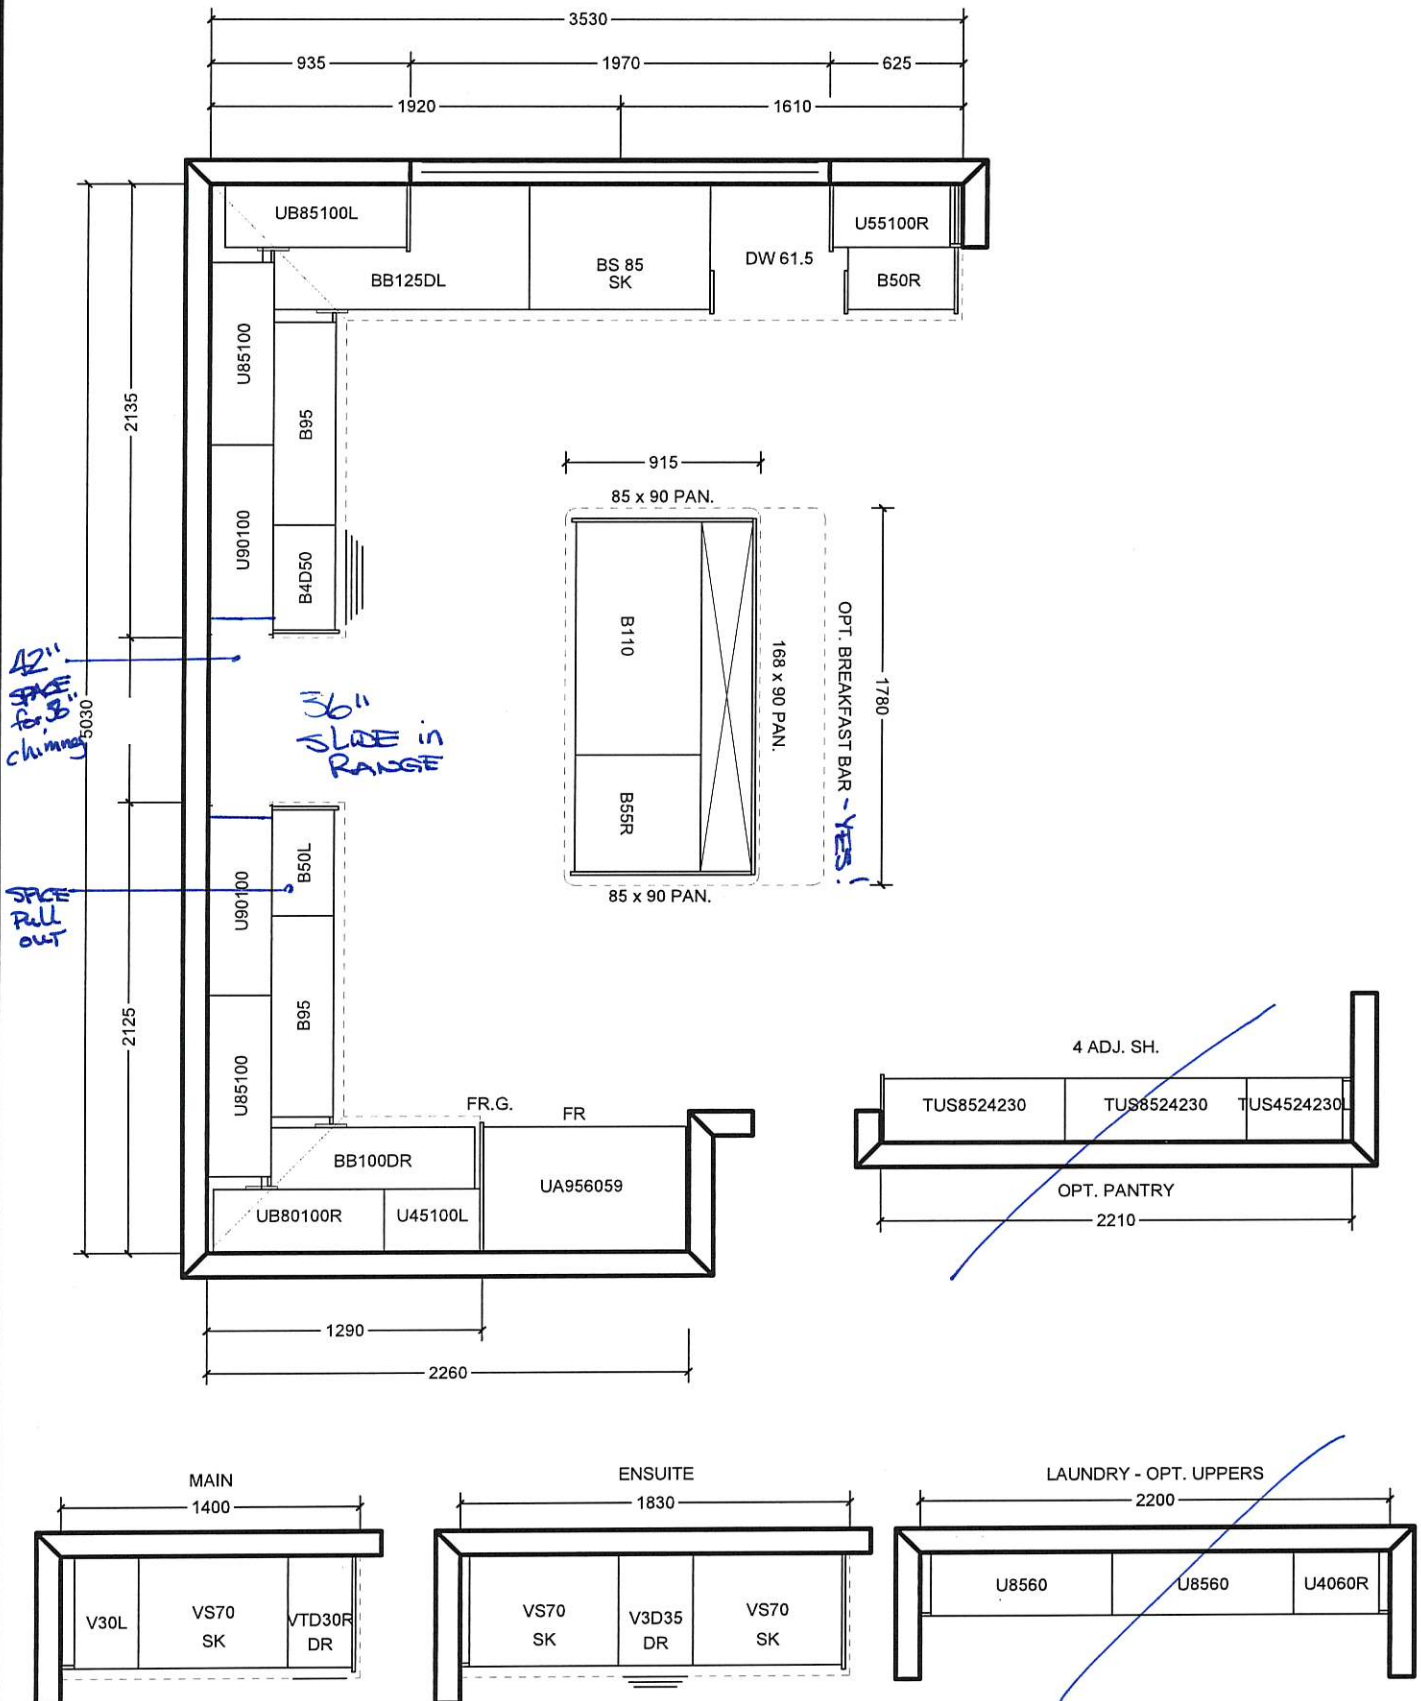 3530
935
1970
625
1920
1610
UB85100L
U55100R
BB125DL
BS 85
SK
DW 61.5
B50R
U85100
B95
2135
U90100
B4D50
915
85 x 90 PAN.
B110
B55R
168 x 90 PAN.
OPT. BREAKFAST BAR - YES!
1780
85 x 90 PAN.
42"
SPACE
for 36"
chimney
5030
36"
SLIDE in
RANGE
B50L
U90100
SPICE
Pull
OUT
B95
2125
U85100
FR.G.
FR
BB100DR
UA956059
UB80100R
U45100L
1290
2260
4 ADJ. SH.
TUS8524230
TUS8524230
TUS4524230L
OPT. PANTRY
2210
MAIN
1400
V30L
VS70
SK
VTD30R
DR
ENSUITE
1830
VS70
SK
V3D35
DR
VS70
SK
LAUNDRY - OPT. UPPERS
2200
U8560
U8560
U4060R